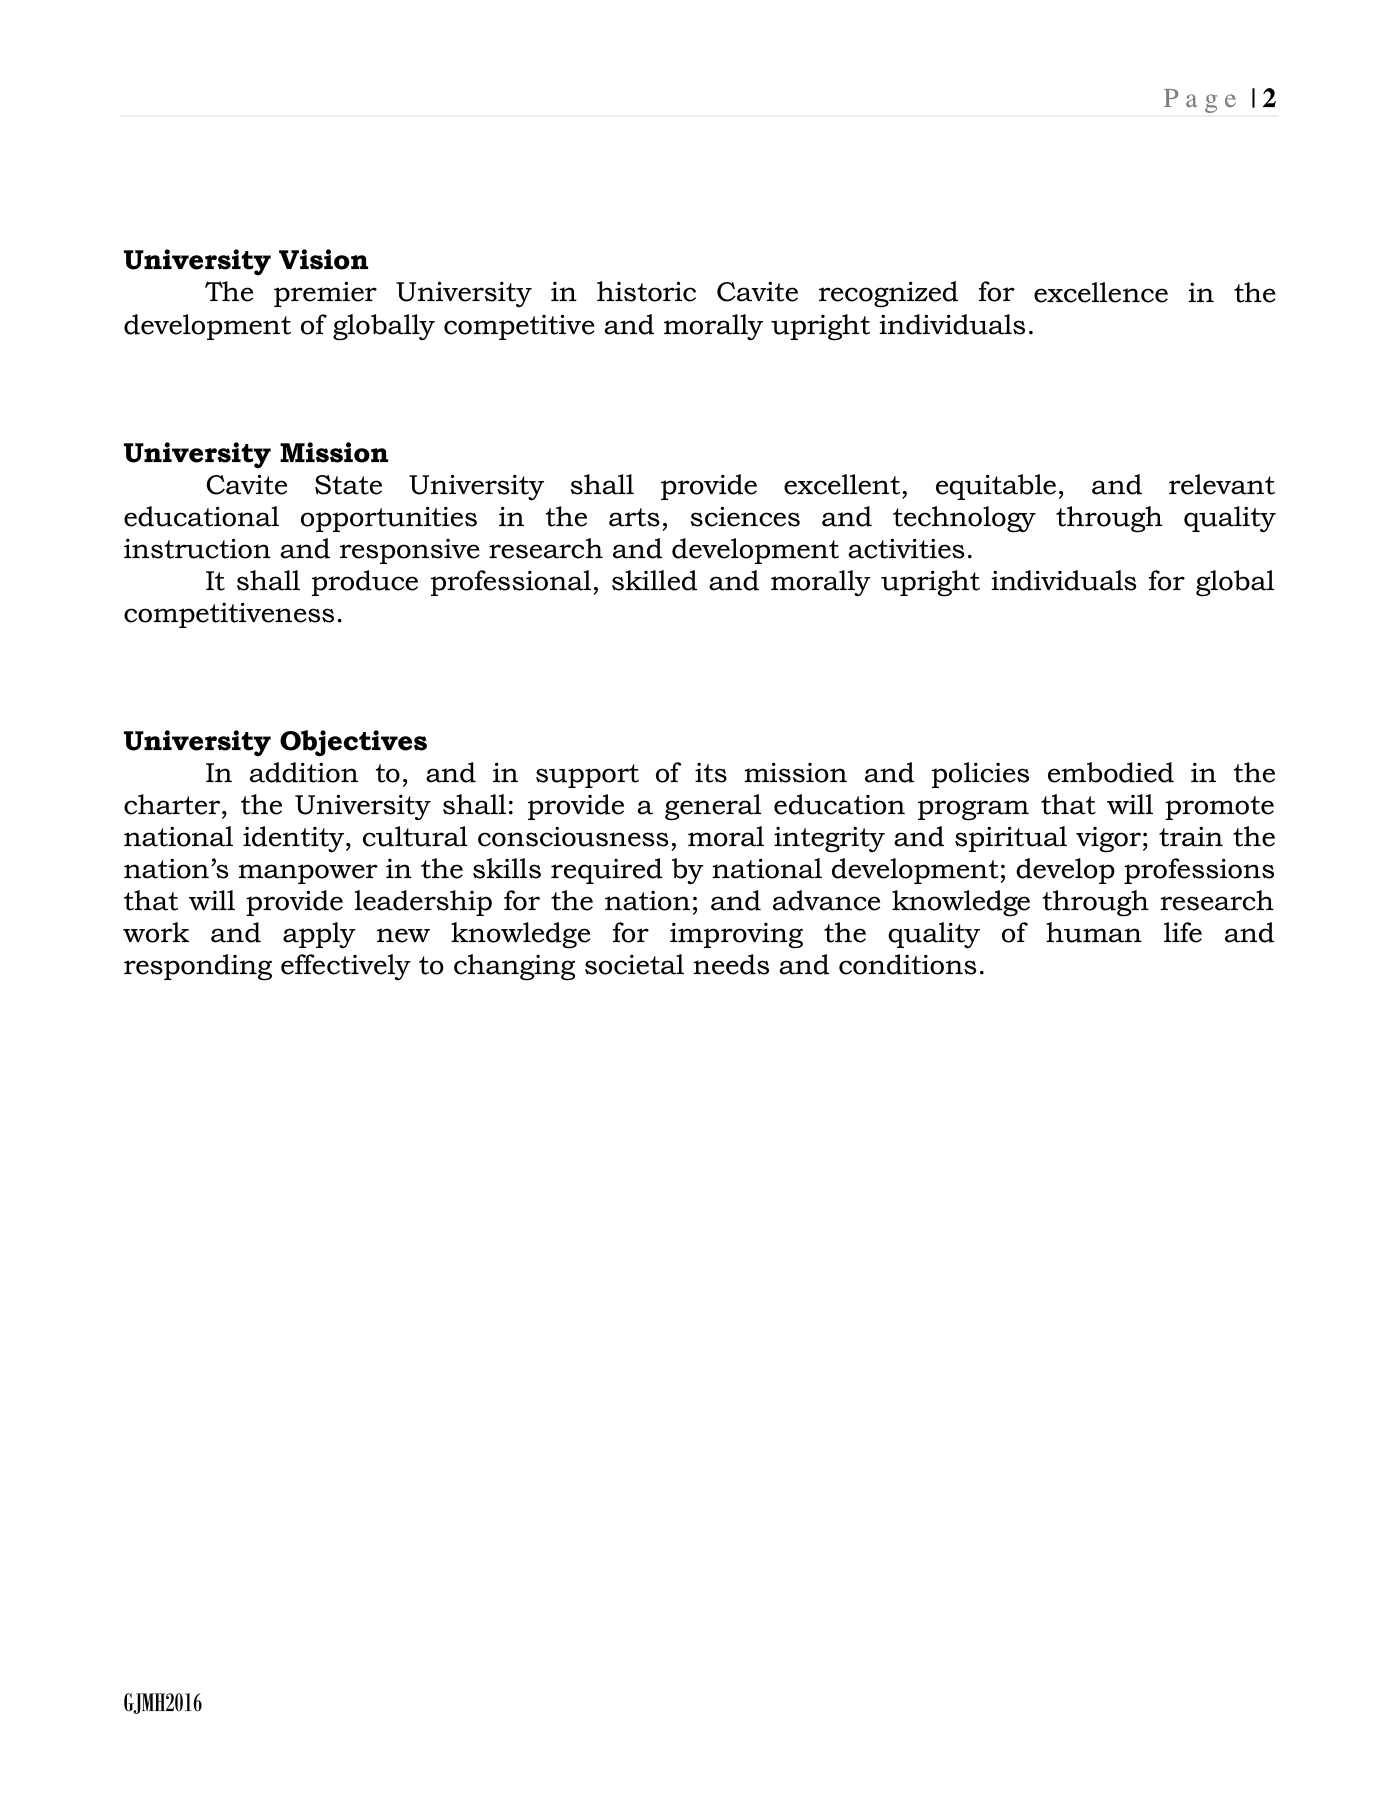 Page | 2
University Vision
The premier University in historic Cavite recognized for excellence in the
development of globally competitive and morally upright individuals.
University Mission
Cavite State University shall provide excellent, equitable, and relevant
educational opportunities in the arts, sciences and technology through quality
instruction and responsive research and development activities.
It shall produce professional, skilled and morally upright individuals for global
competitiveness.
University Objectives
In addition to, and in support of its mission and policies embodied in the
charter, the University shall: provide a general education program that will promote
national identity, cultural consciousness, moral integrity and spiritual vigor; train the
nation’s manpower in the skills required by national development; develop professions
that will provide leadership for the nation; and advance knowledge through research
work and apply new knowledge for improving the quality of human life and
responding effectively to changing societal needs and conditions.
GJMH2016